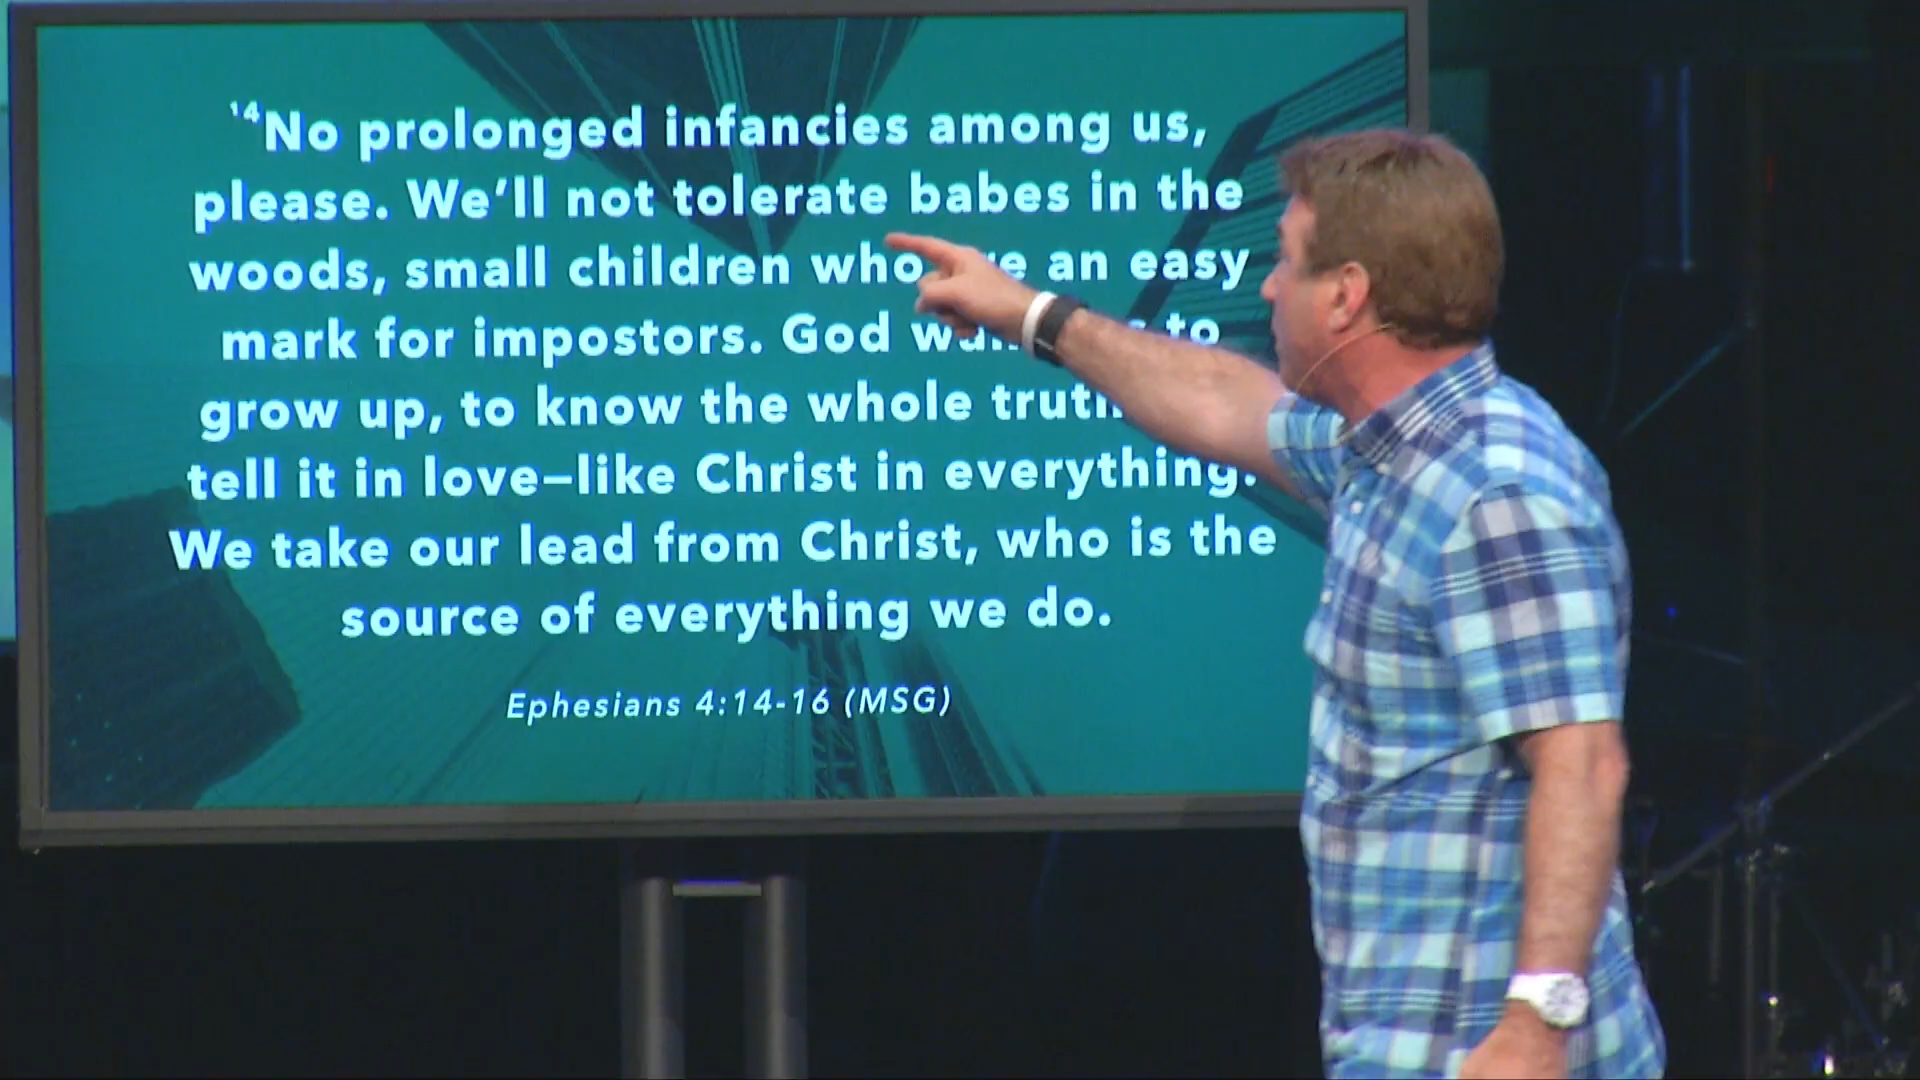 ¹⁴No prolonged infancies among us,
please. We'll not tolerate babes in the
woods, small children who an easy
mark for impostors. God to
grow up, to know the whole
tell it in love—like Christ in everything.
We take our lead from Christ, who is the
source of everything we do.
Ephesians 4:14-16 (MSG)